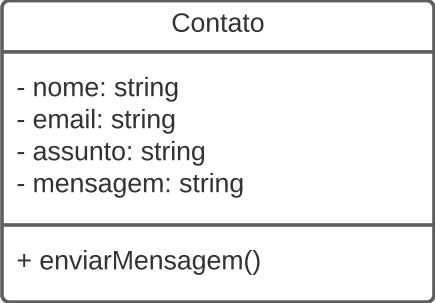 Contato
- nome: string
- email: string
- assunto: string
- mensagem: string
+ enviarMensagem()